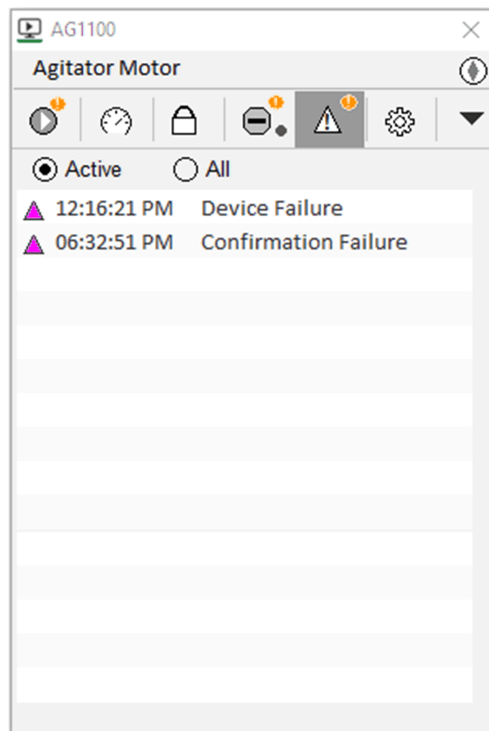 AG1100
Agitator Motor
Active All
12:16:21 PM Device Failure
06:32:51 PM Confirmation Failure